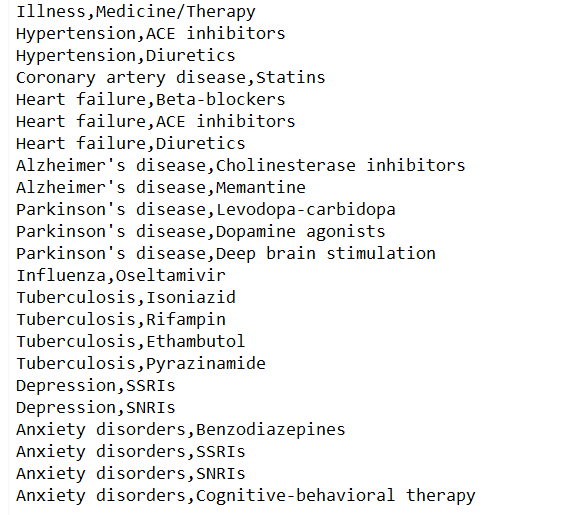 Illness,Medicine/Therapy
Hypertension,ACE inhibitors
Hypertension,Diuretics
Coronary artery disease,Statins
Heart failure,Beta-blockers
Heart failure,ACE inhibitors
Heart failure,Diuretics
Alzheimer's disease,Cholinesterase inhibitors
Alzheimer's disease,Memantine
Parkinson's disease,Levodopa-carbidopa
Parkinson's disease,Dopamine agonists
Parkinson's disease,Deep brain stimulation
Influenza,Oseltamivir
Tuberculosis,Isoniazid
Tuberculosis,Rifampin
Tuberculosis,Ethambutol
Tuberculosis,Pyrazinamide
Depression,SSRIs
Depression,SNRIs
Anxiety disorders,Benzodiazepines
Anxiety disorders,SSRIs
Anxiety disorders,SNRIs
Anxiety disorders,Cognitive-behavioral therapy